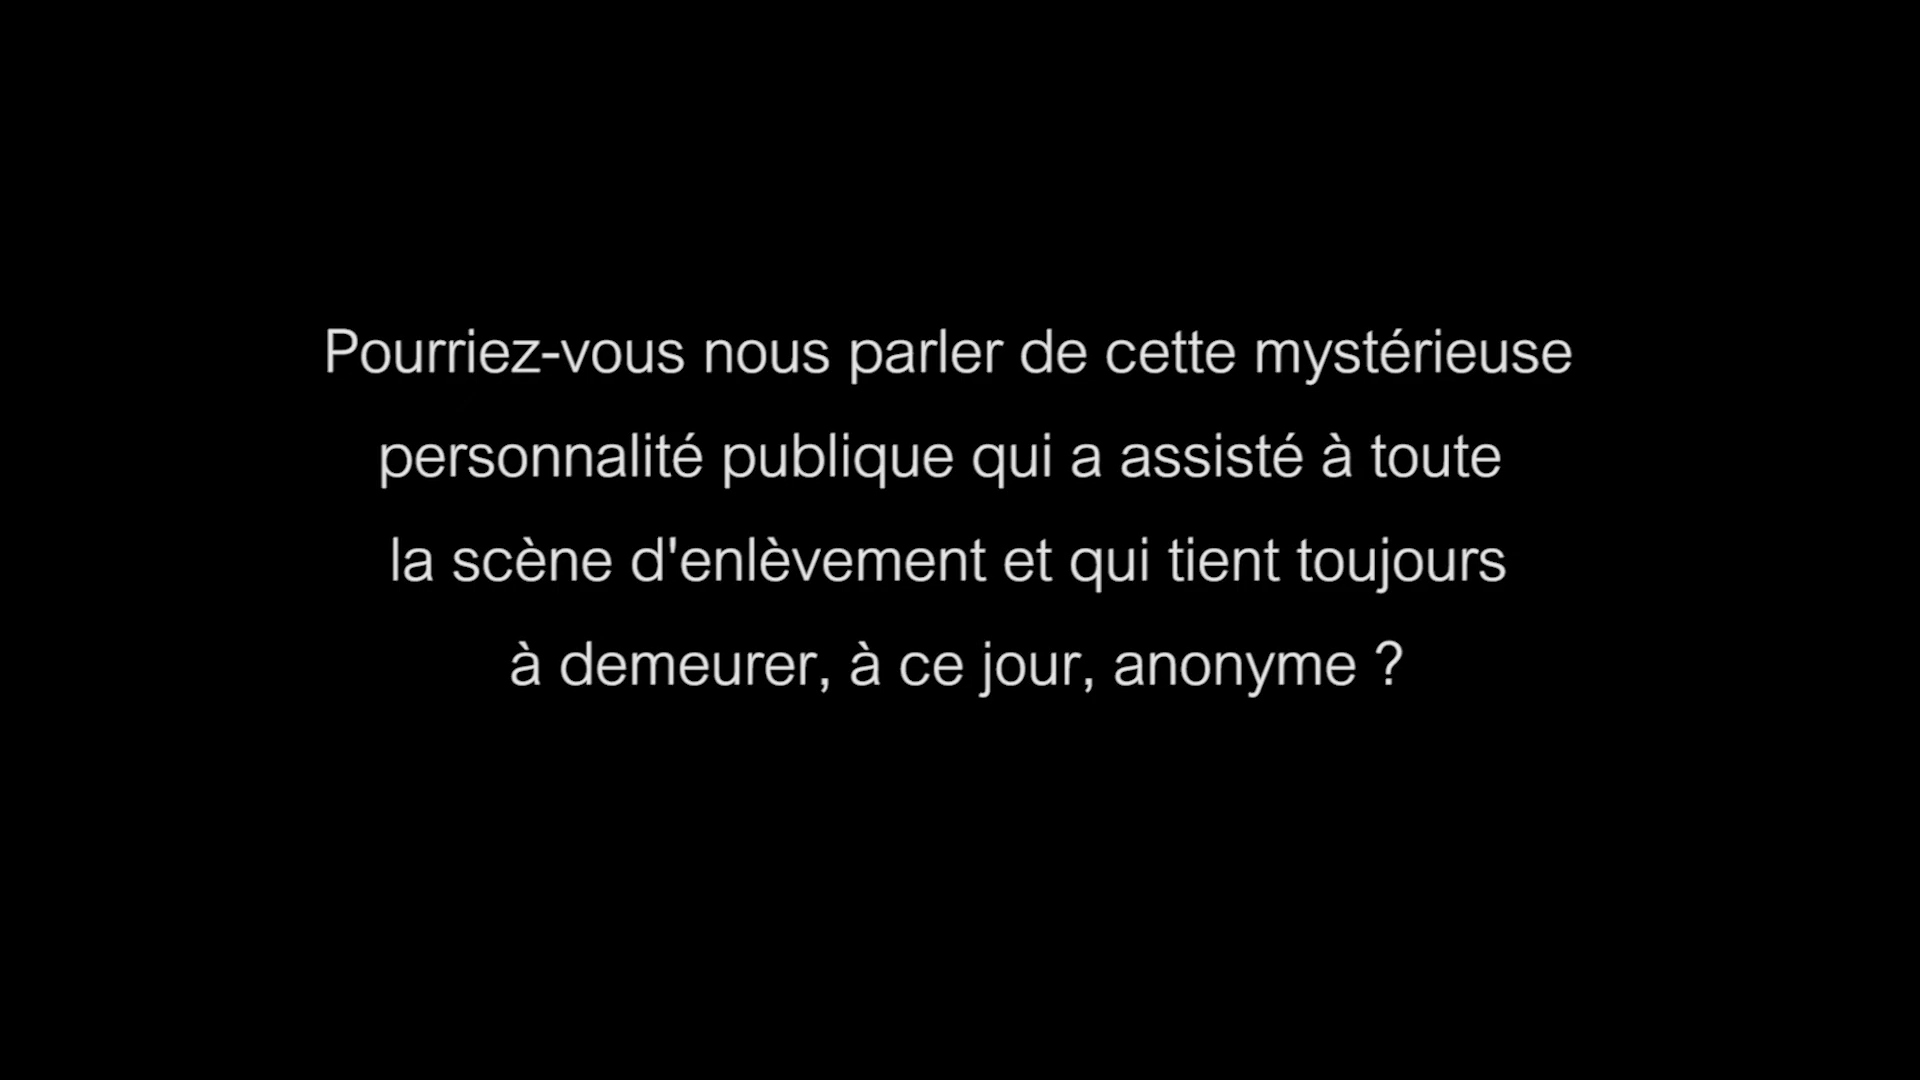 Pourriez-vous nous parler de cette mystérieuse
personnalité publique qui a assisté à toute
la scène d'enlèvement et qui tient toujours
à demeurer, à ce jour, anonyme ?